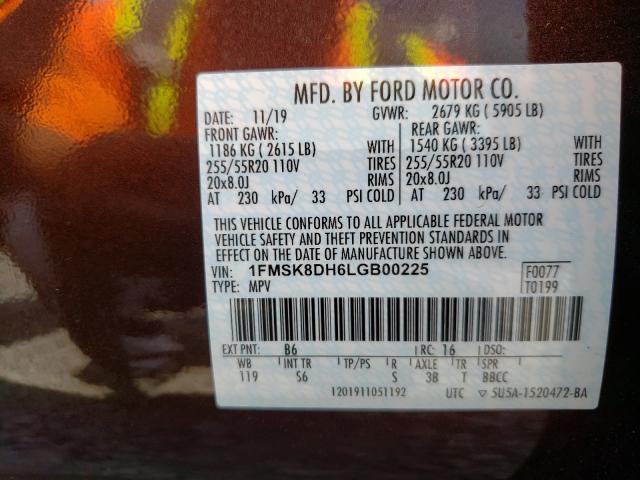 MFD. BY FORD MOTOR CO.
DATE: 11/19 GVWR: 2679 KG ( 5905 LB)
FRONT GAWR: REAR GAWR:
1186 KG ( 2615 LB) WITH 1540 KG ( 3395 LB) WITH
255/55R20 110V TIRES 255/55R20 110V TIRES
20x8.0J RIMS 20x8.0J RIMS
AT 230 kPa/ 33 PSI COLD AT 230 kPa/ 33 PSI COLD
THIS VEHICLE CONFORMS TO ALL APPLICABLE FEDERAL MOTOR
VEHICLE SAFETY AND THEFT PREVENTION STANDARDS IN
EFFECT ON THE DATE OF MANUFACTURE SHOWN ABOVE.
VIN: 1FMSK8DH6LGB00225 F0077
TYPE: MPV T0199
EXT PNT: B6 RC: 16 DSO:
WB INT TR TP/PS R AXLE TR SPR
119 S6 S 3B T BBCC
1201911051192 UTC ▽ 5U5A-1520472-BA